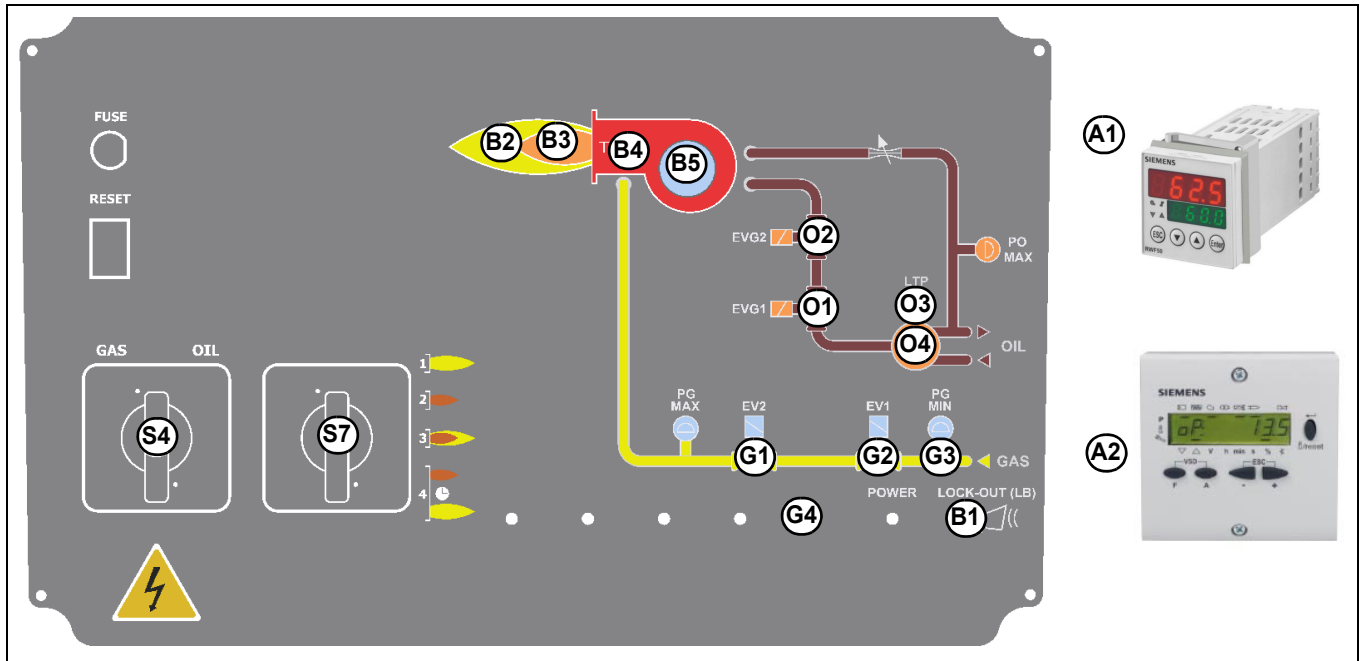 FUSE
RESET
GAS OIL
S4
S7
1
2
3
4
B2 B3 T B4 B5
EVG2 O2
EVG1 O1
PO
MAX
LTP
O3
O4
OIL
PG
MAX
EV2
EV1
PG
MIN
G1 G2 G3 GAS
G4
POWER LOCK-OUT (LB)
B1
A1
SIEMENS
62.5
60.0
ESC Enter
RWF50
A2
SIEMENS
oP. 13.5
V h min s %
/reset
VSD ESC
F A - +